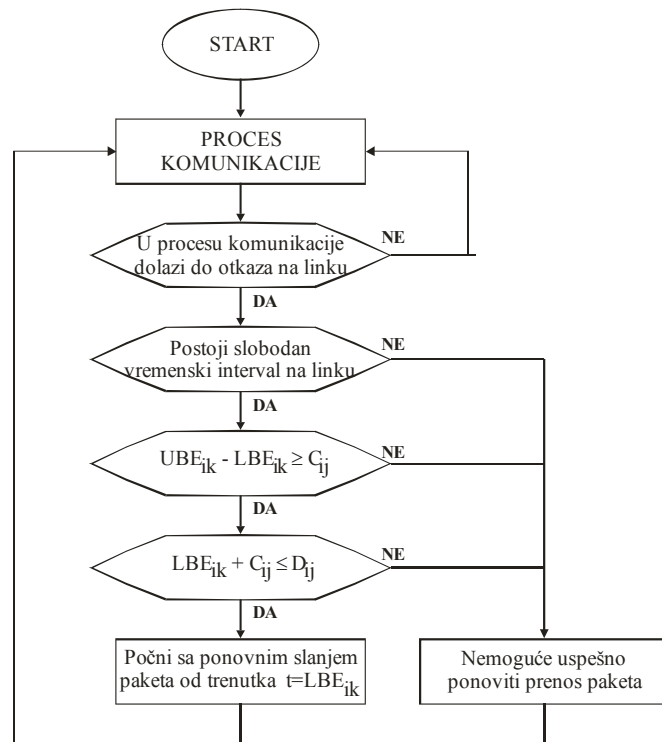 START
PROCES
KOMUNIKACIJE
U procesu komunikacije
dolazi do otkaza na linku
NE
DA
Postoji slobodan
vremenski interval na linku
NE
DA
UBE_ik - LBE_ik ≥ C_ij
NE
DA
LBE_ik + C_ij ≤ D_ij
NE
DA
Počni sa ponovnim slanjem
paketa od trenutka t=LBE_ik
Nemoguće uspešno
ponoviti prenos paketa